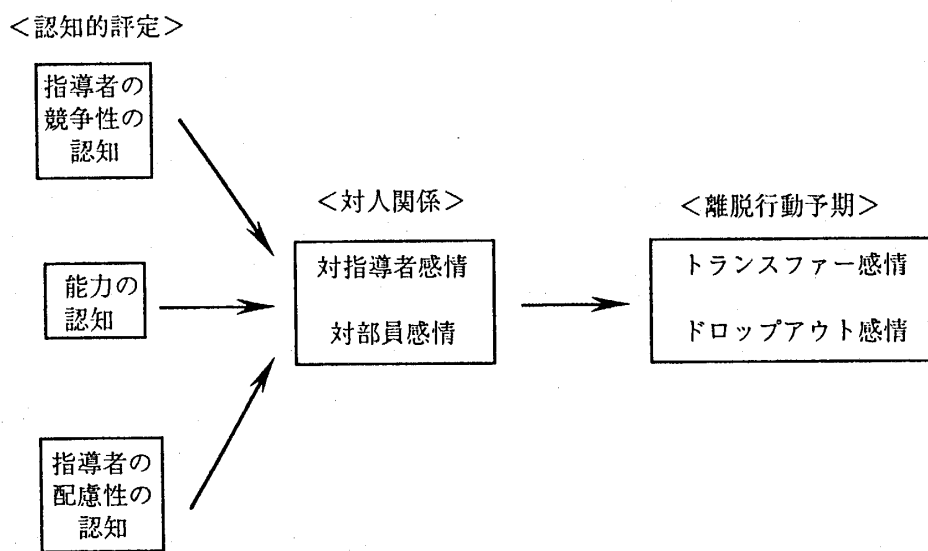 <認知的評定>
指導者の
競争性の
認知
能力の
認知
指導者の
配慮性の
認知
<対人関係>
対指導者感情
対部員感情
<離脱行動予期>
トランスファー感情
ドロップアウト感情